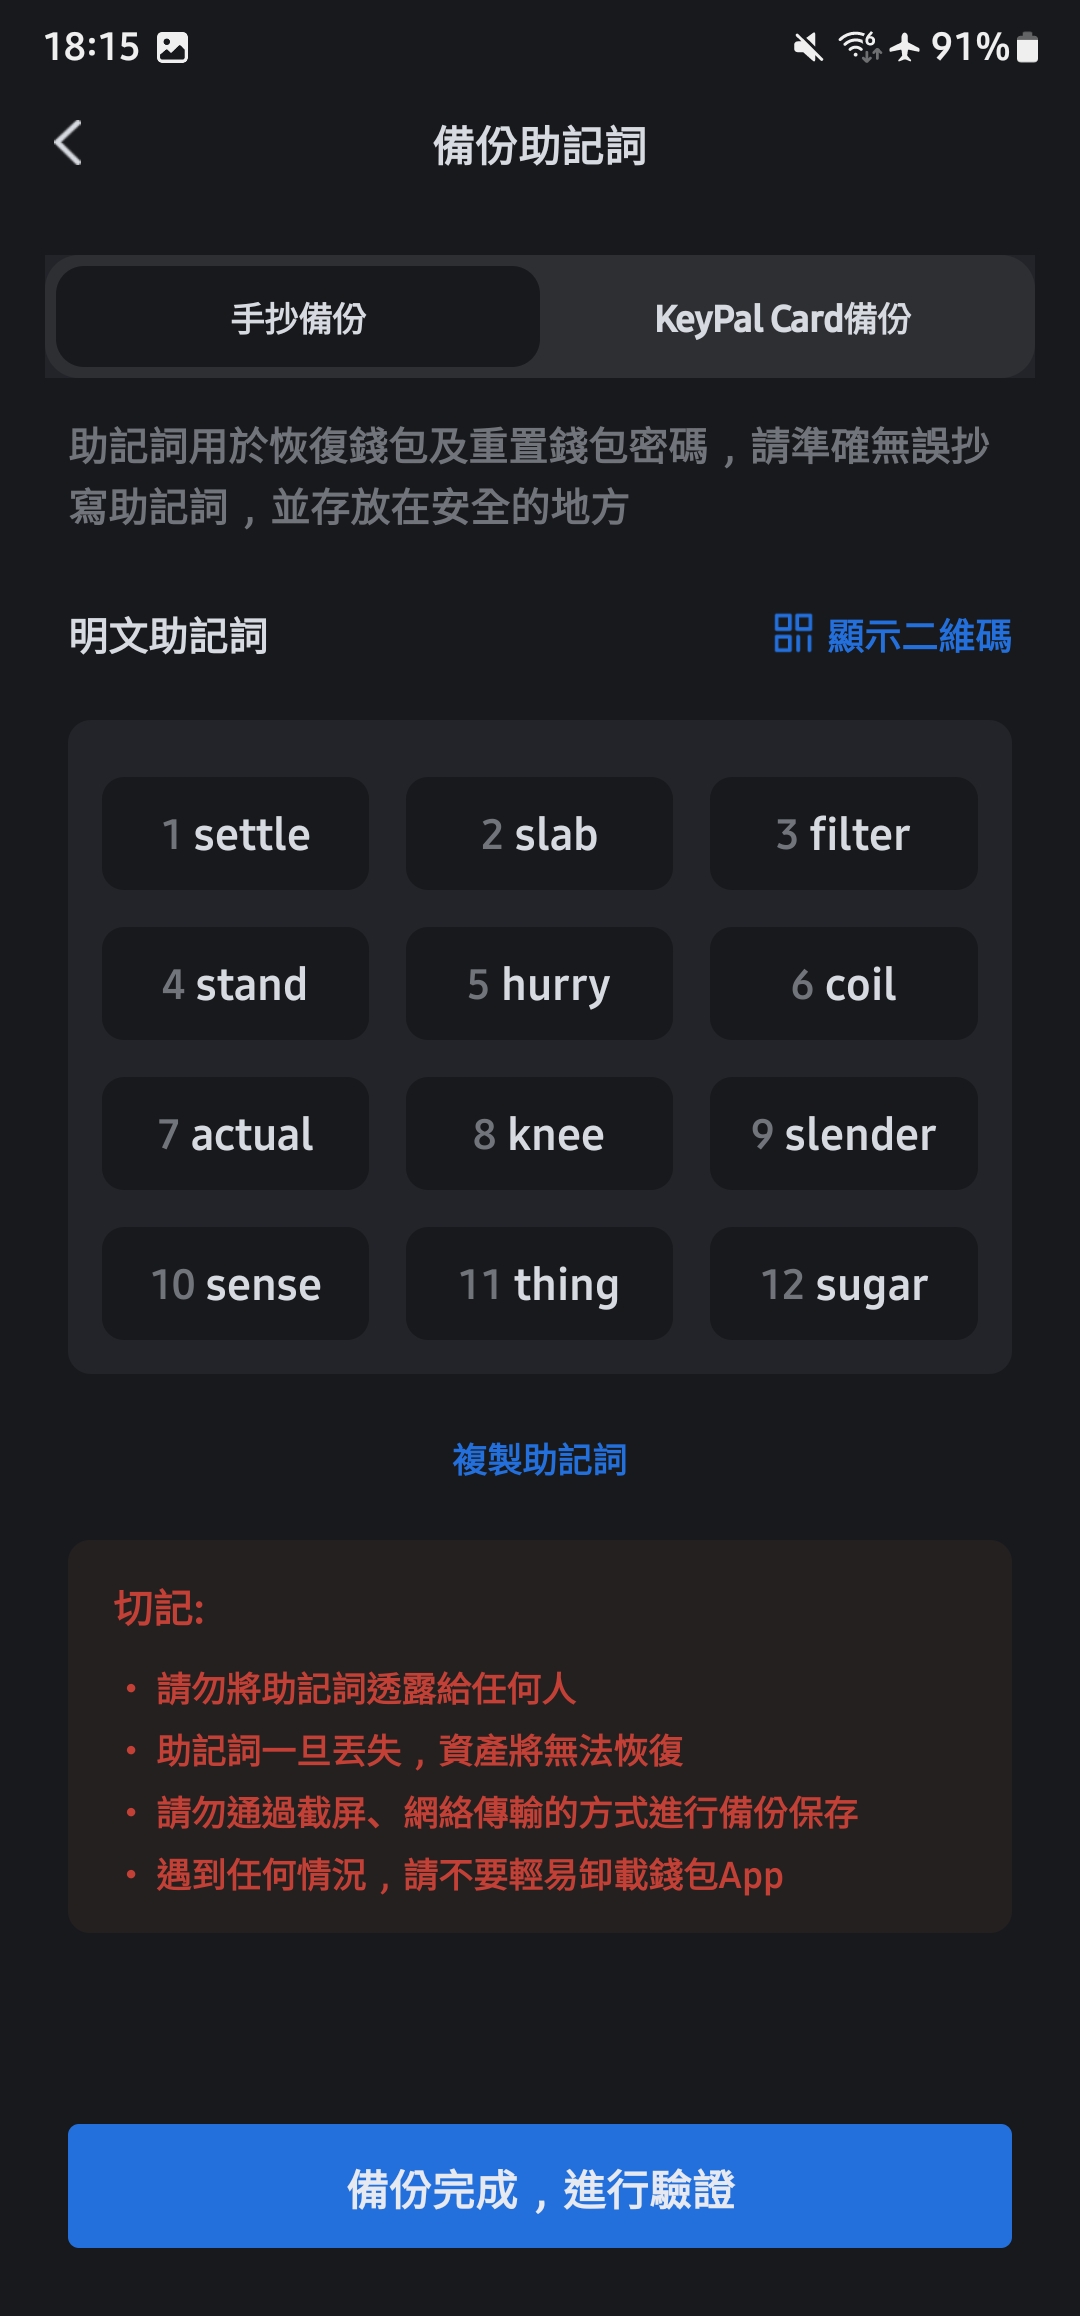 18:15 91%
備份助記詞
手抄備份 KeyPal Card備份
助記詞用於恢復錢包及重置錢包密碼，請準確無誤抄
寫助記詞，並存放在安全的地方
明文助記詞 顯示二維碼
1 settle 2 slab 3 filter
4 stand 5 hurry 6 coil
7 actual 8 knee 9 slender
10 sense 11 thing 12 sugar
複製助記詞
切記:
• 請勿將助記詞透露給任何人
• 助記詞一旦丟失，資產將無法恢復
• 請勿通過截屏、網絡傳輸的方式進行備份保存
• 遇到任何情況，請不要輕易卸載錢包App
備份完成，進行驗證